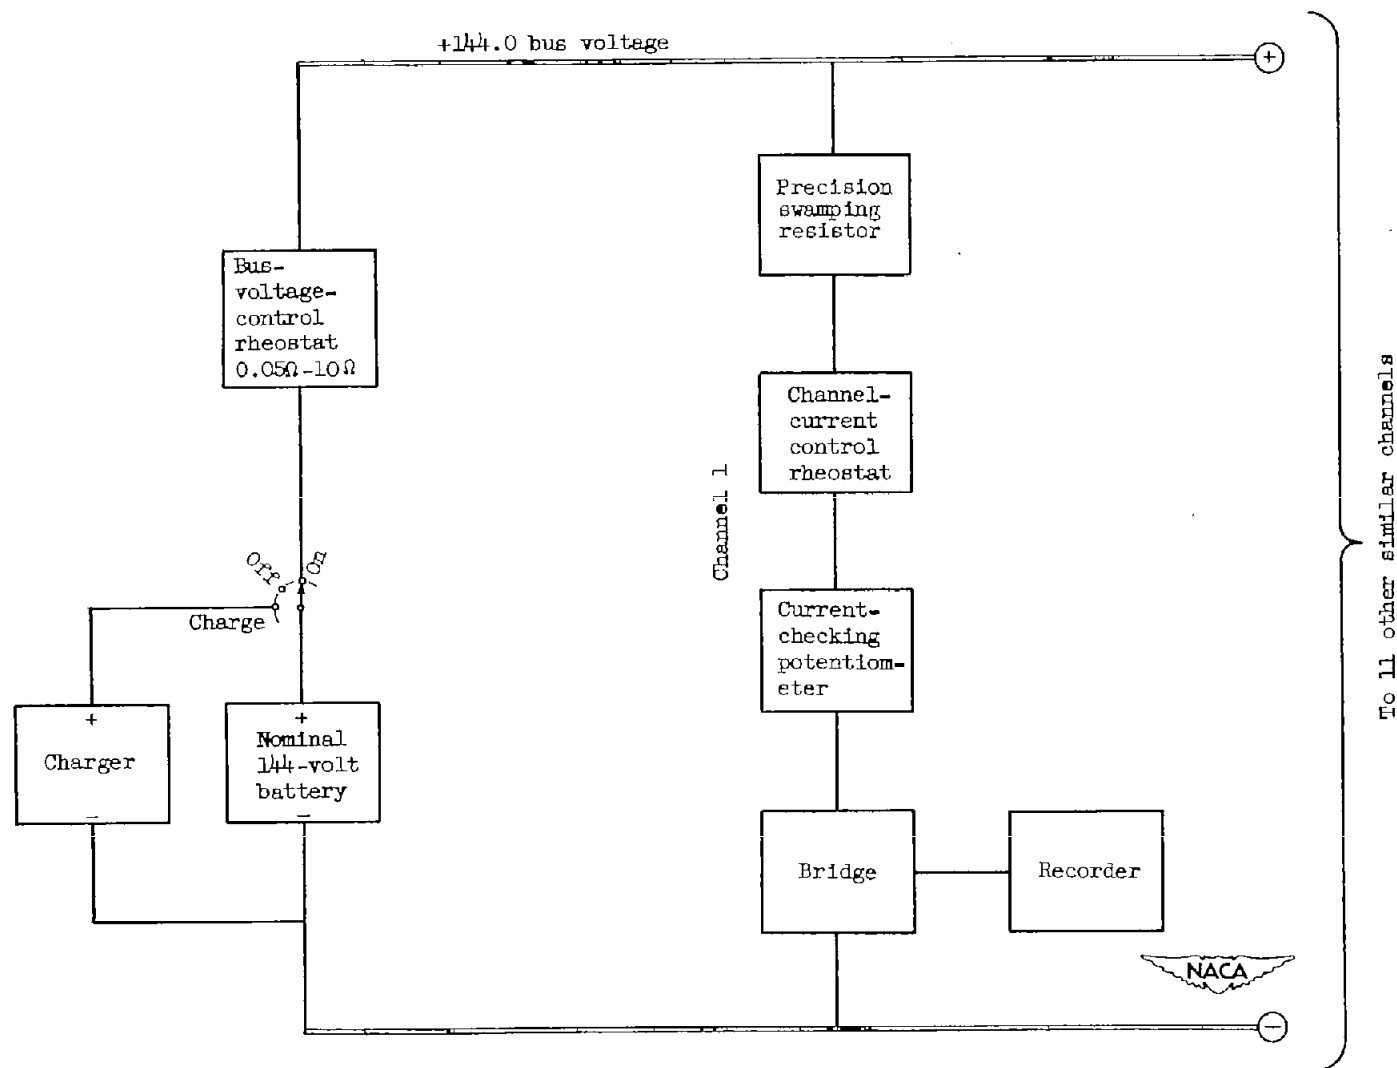 +144.0 bus voltage
+
Precision
swamping
resistor
Bus-
voltage-
control
rheostat
0.05Ω-10Ω
Channel-
current
control
rheostat
Channel 1
Off
On
Charge
Current-
checking
potentiom-
eter
+
Charger
−
+
Nominal
144-volt
battery
−
Bridge
Recorder
NACA
−
To 11 other similar channels